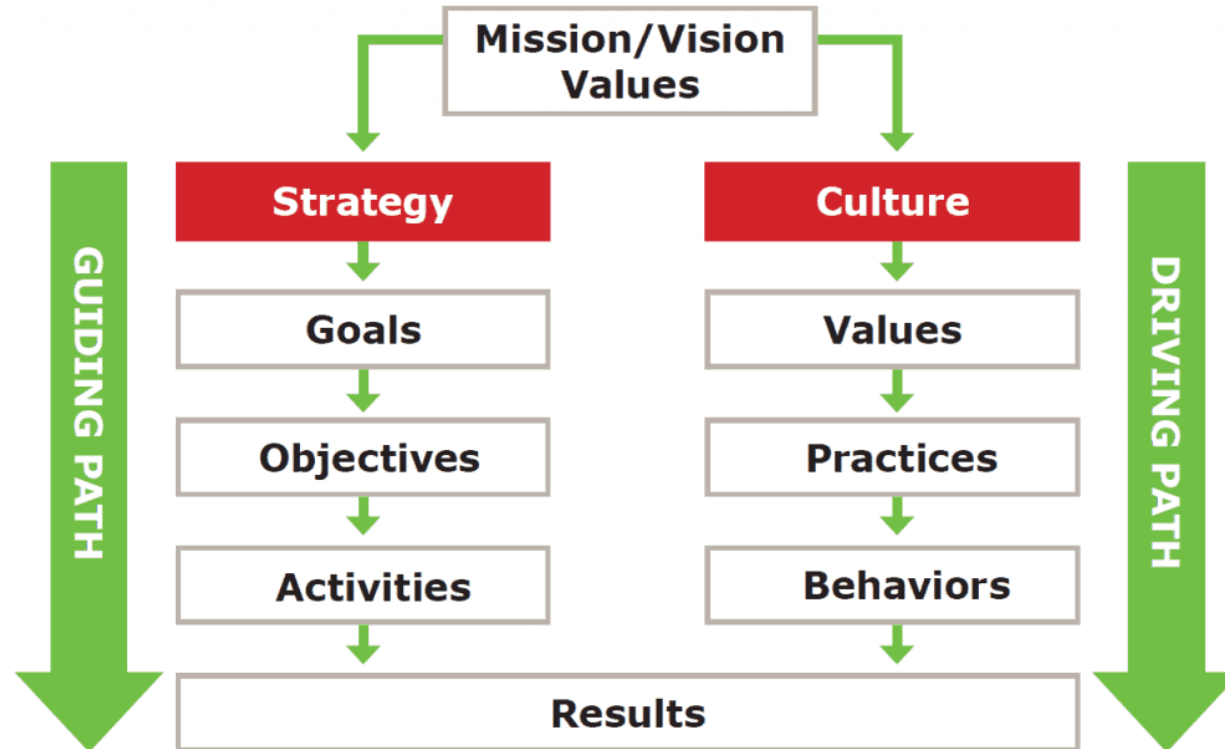 Mission/Vision
Values
Strategy
Culture
GUIDING PATH
DRIVING PATH
Goals
Values
Objectives
Practices
Activities
Behaviors
Results